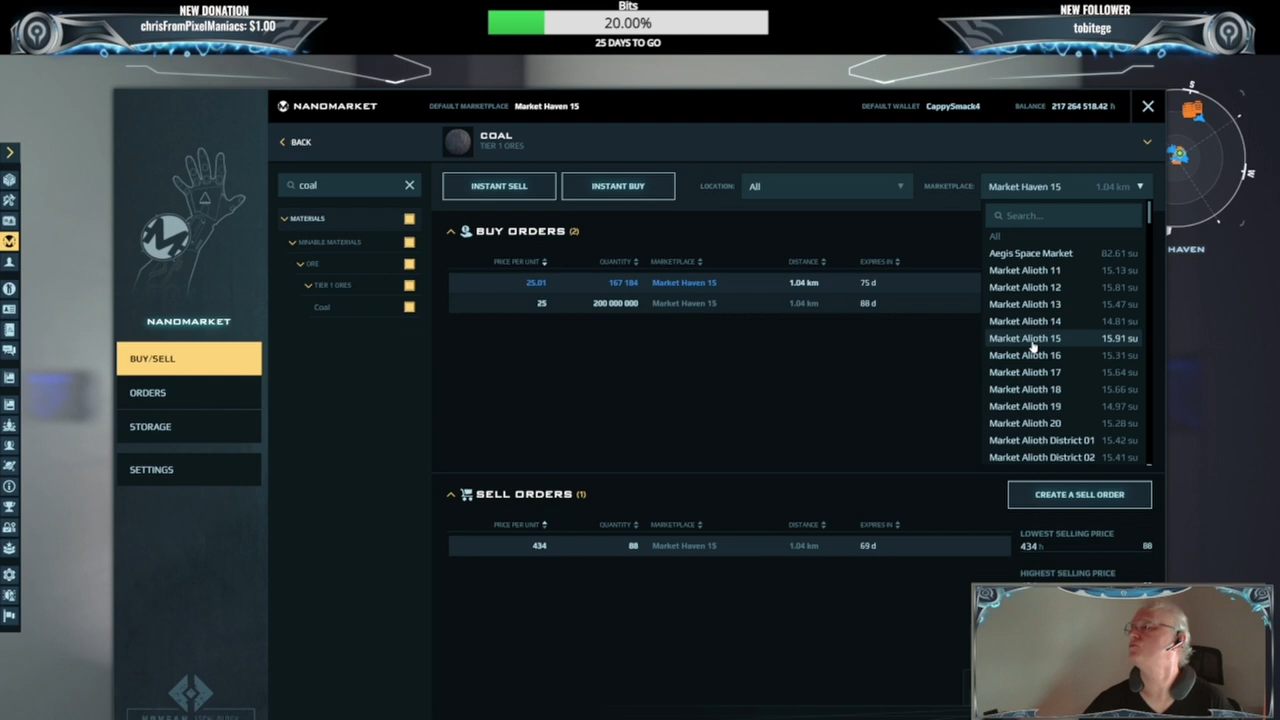 NEW DONATION
chrisFromPixelManiacs: $1.00
Bits
20.00%
25 DAYS TO GO
NEW FOLLOWER
tobitege
NANOMARKET
DEFAULT MARKETPLACE Market Haven 15
DEFAULT WALLET CappySmack4
BALANCE 217 264 518.42 ħ
BACK
COAL
TIER 1 ORES
coal
INSTANT SELL
INSTANT BUY
LOCATION: All
MARKETPLACE: Market Haven 15 1.04 km
Search...
All
Aegis Space Market 82.61 su
Market Alioth 11 15.13 su
Market Alioth 12 15.81 su
Market Alioth 13 15.47 su
Market Alioth 14 14.81 su
Market Alioth 15 15.91 su
Market Alioth 16 15.31 su
Market Alioth 17 15.64 su
Market Alioth 18 15.66 su
Market Alioth 19 14.97 su
Market Alioth 20 15.28 su
Market Alioth District 01 15.42 su
Market Alioth District 02 15.41 su
MATERIALS
MINABLE MATERIALS
ORE
TIER 1 ORES
Coal
BUY ORDERS (2)
PRICE PER UNIT QUANTITY MARKETPLACE DISTANCE EXPIRES IN
25.01 167 184 Market Haven 15 1.04 km 75 d
25 200 000 000 Market Haven 15 1.04 km 88 d
NANOMARKET
BUY/SELL
ORDERS
STORAGE
SETTINGS
SELL ORDERS (1)
CREATE A SELL ORDER
PRICE PER UNIT QUANTITY MARKETPLACE DISTANCE EXPIRES IN
434 88 Market Haven 15 1.04 km 69 d
LOWEST SELLING PRICE
434 ħ 88
HIGHEST SELLING PRICE
S
W
HAVEN